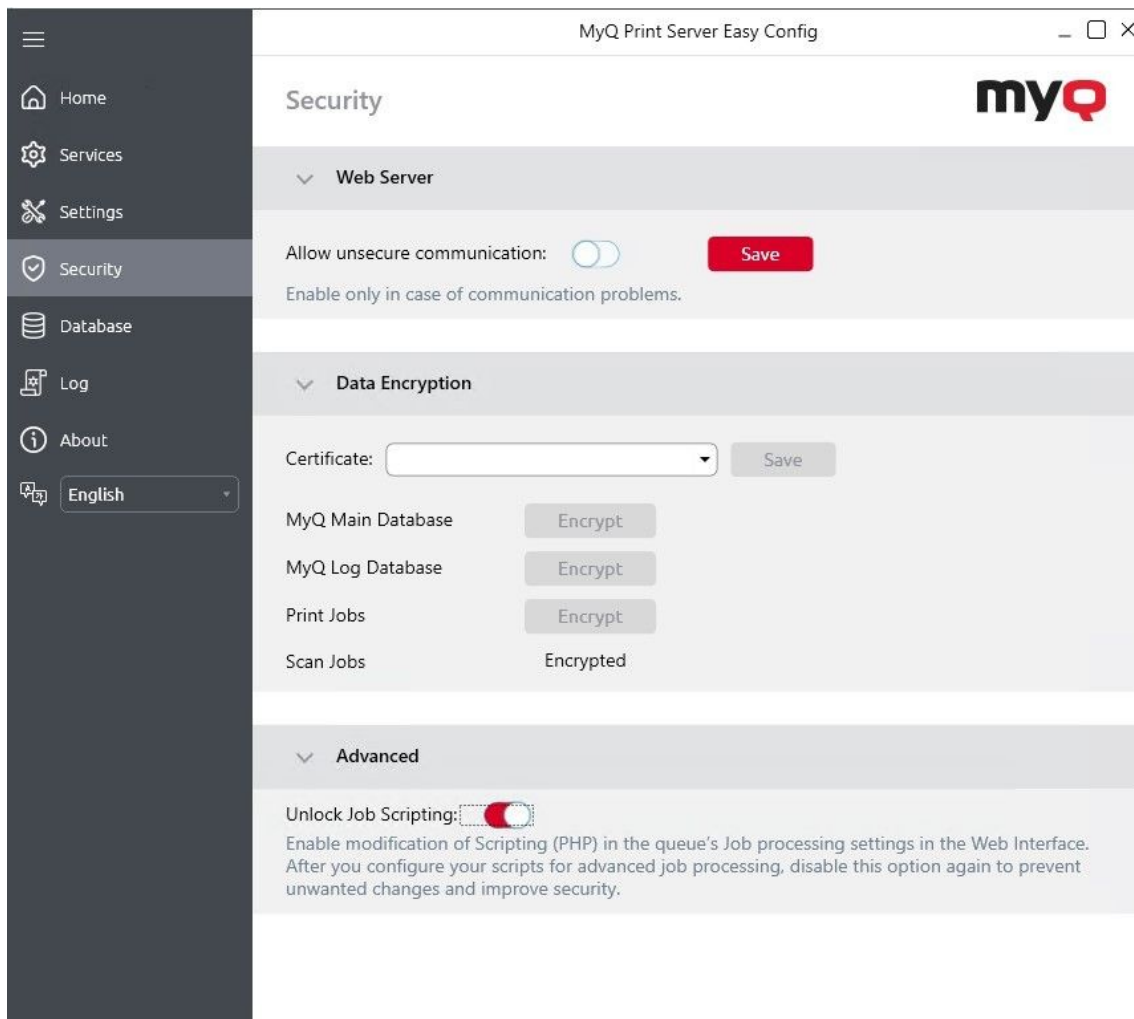 MyQ Print Server Easy Config
Home
Services
Settings
Security
Database
Log
About
English
Security
myQ
Web Server
Allow unsecure communication:
Save
Enable only in case of communication problems.
Data Encryption
Certificate:
Save
MyQ Main Database
Encrypt
MyQ Log Database
Encrypt
Print Jobs
Encrypt
Scan Jobs
Encrypted
Advanced
Unlock Job Scripting:
Enable modification of Scripting (PHP) in the queue's Job processing settings in the Web Interface.
After you configure your scripts for advanced job processing, disable this option again to prevent
unwanted changes and improve security.